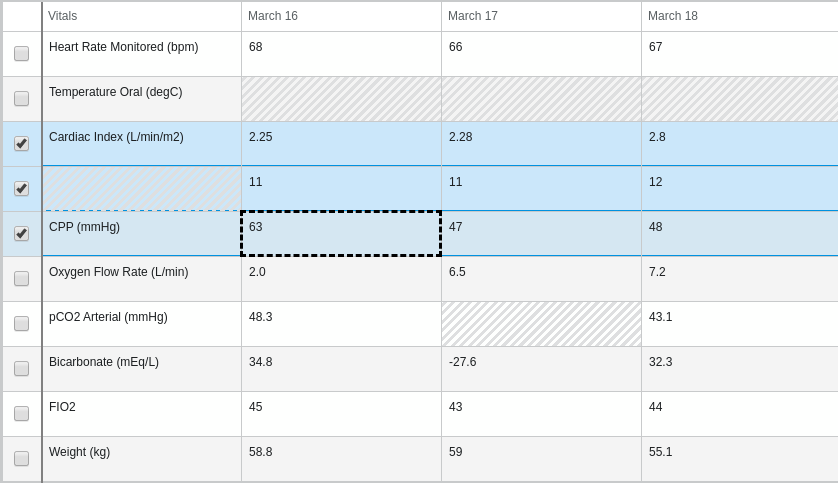 Vitals March 16 March 17 March 18
Heart Rate Monitored (bpm) 68 66 67
Temperature Oral (degC)
Cardiac Index (L/min/m2) 2.25 2.28 2.8
11 11 12
CPP (mmHg) 63 47 48
Oxygen Flow Rate (L/min) 2.0 6.5 7.2
pCO2 Arterial (mmHg) 48.3 43.1
Bicarbonate (mEq/L) 34.8 -27.6 32.3
FIO2 45 43 44
Weight (kg) 58.8 59 55.1